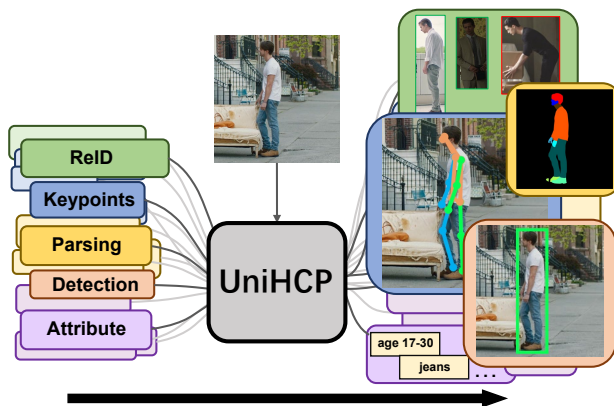 ReID
Keypoints
Parsing
Detection
Attribute
UniHCP
age 17-30
jeans
...